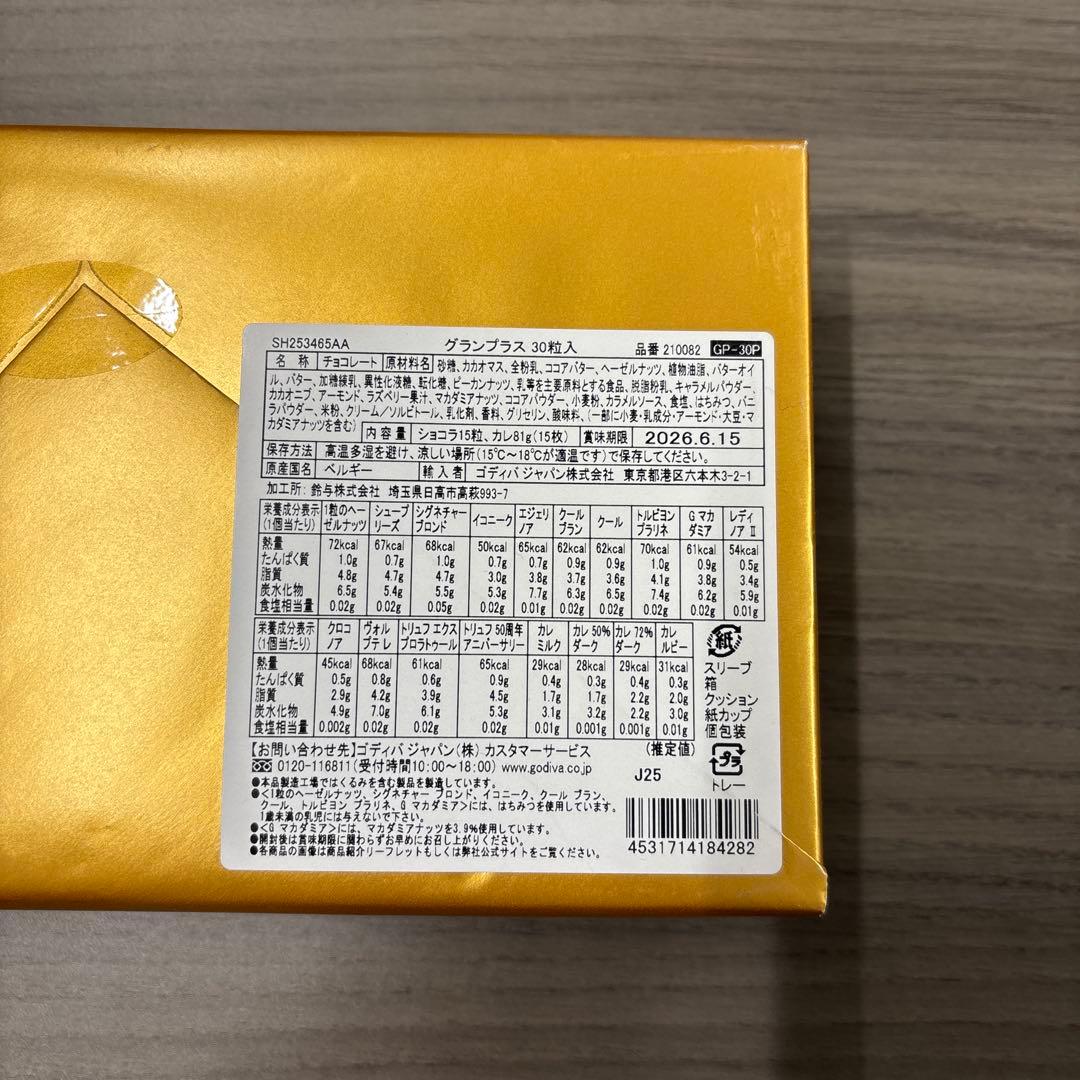 SH253465AA グランプラス 30粒入 品番 210082 GP-30P
名 称 チョコレート 原材料名 砂糖、カカオマス、全粉乳、ココアバター、ヘーゼルナッツ、植物油脂、バターオイ
ル、バター、加糖練乳、異性化液糖、転化糖、ピーカンナッツ、乳等を主要原料とする食品、脱脂粉乳、キャラメルパウダー、
カカオニブ、アーモンド、ラズベリー果汁、マカダミアナッツ、ココアパウダー、小麦粉、カラメルソース、食塩、はちみつ、バニ
ラパウダー、米粉、クリーム／ソルビトール、乳化剤、香料、グリセリン、酸味料、（一部に小麦・乳成分・アーモンド・大豆・マ
カダミアナッツを含む） 内 容 量 ショコラ15粒、カレ81g（15枚） 賞味期限 2026.6.15
保存方法 高温多湿を避け、涼しい場所（15℃〜18℃が適温です）で保存してください。
原産国名 ベルギー 輸 入 者 ゴディバ ジャパン株式会社 東京都港区六本木3-2-1
加工所：鈴与株式会社 埼玉県日高市高萩993-7
栄養成分表示（1個当たり） 1粒のヘーゼルナッツ シュープリーズ シグネチャー ブロンド イコニーク エジェリ ノア クール ブラン クール トルビヨン プラリネ G マカダミア レディ ノア Ⅱ
熱量 72kcal 67kcal 68kcal 50kcal 65kcal 62kcal 62kcal 70kcal 61kcal 54kcal
たんぱく質 1.0g 0.7g 1.0g 0.7g 0.7g 0.9g 0.9g 1.0g 0.9g 0.5g
脂質 4.8g 4.7g 4.7g 3.0g 3.8g 3.7g 3.6g 4.1g 3.8g 3.4g
炭水化物 6.5g 5.4g 5.5g 5.3g 7.7g 6.3g 6.5g 7.4g 6.2g 5.9g
食塩相当量 0.02g 0.02g 0.05g 0.02g 0.01g 0.02g 0.02g 0.02g 0.02g 0.01g
栄養成分表示（1個当たり） クロコ ノア ヴォルプテ レ トリュフ エクスプロラトゥール トリュフ 50周年 アニバーサリー カレ ミルク カレ 50% ダーク カレ 72% ダーク カレ ルビー
熱量 45kcal 68kcal 61kcal 65kcal 29kcal 28kcal 29kcal 31kcal
たんぱく質 0.5g 0.8g 0.6g 0.9g 0.4g 0.3g 0.4g 0.3g
脂質 2.9g 4.2g 3.9g 4.5g 1.7g 1.7g 2.2g 2.0g
炭水化物 4.9g 7.0g 6.1g 5.3g 3.1g 3.2g 2.2g 3.0g
食塩相当量 0.002g 0.02g 0.02g 0.02g 0.01g 0.001g 0.001g 0.01g
紙
スリーブ
箱
クッション
紙カップ
個包装
プラ
トレー
【お問い合わせ先】ゴディバ ジャパン（株） カスタマーサービス （推定値）
0120-116811（受付時間10:00〜18:00） www.godiva.co.jp
J25
●本品製造工場ではくるみを含む製品を製造しています。
●＜1粒のヘーゼルナッツ、シグネチャー ブロンド、イコニーク、クール ブラン、
クール、トルビヨン プラリネ、G マカダミア＞には、はちみつを使用しています。
1歳未満の乳児には与えないで下さい。
●＜G マカダミア＞には、マカダミアナッツを3.9%使用しています。
●開封後は賞味期限に関わらずお早めにお召し上がりください。
●各商品の画像は商品紹介リーフレットもしくは弊社公式サイトをご覧ください。
4531714184282